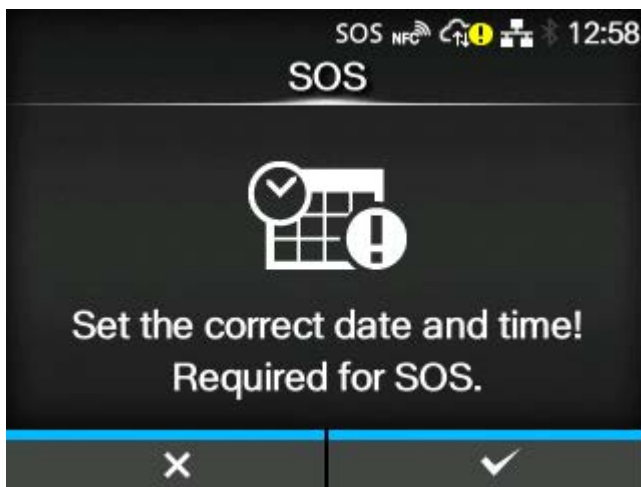 SOS NFC 12:58
SOS
Set the correct date and time!
Required for SOS.